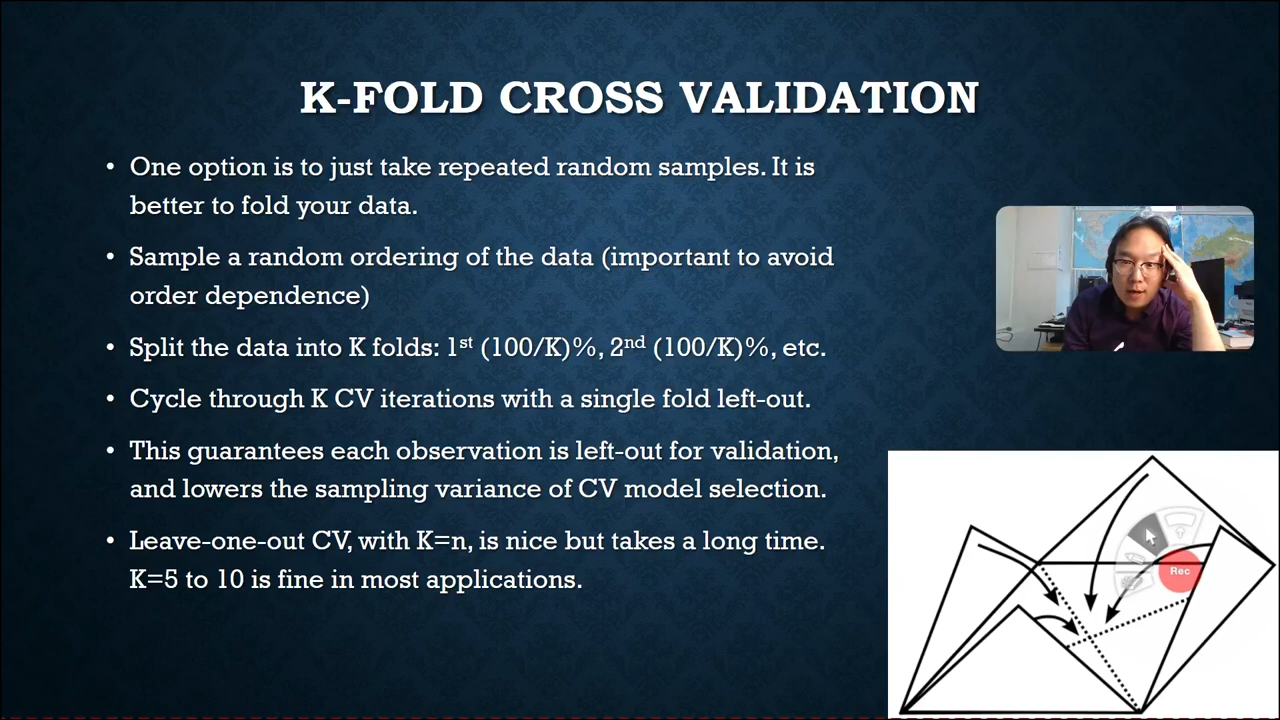 K-FOLD CROSS VALIDATION
• One option is to just take repeated random samples. It is
better to fold your data.
• Sample a random ordering of the data (important to avoid
order dependence)
• Split the data into K folds: 1st (100/K)%, 2nd (100/K)%, etc.
• Cycle through K CV iterations with a single fold left-out.
• This guarantees each observation is left-out for validation,
and lowers the sampling variance of CV model selection.
• Leave-one-out CV, with K=n, is nice but takes a long time.
K=5 to 10 is fine in most applications.
Rec